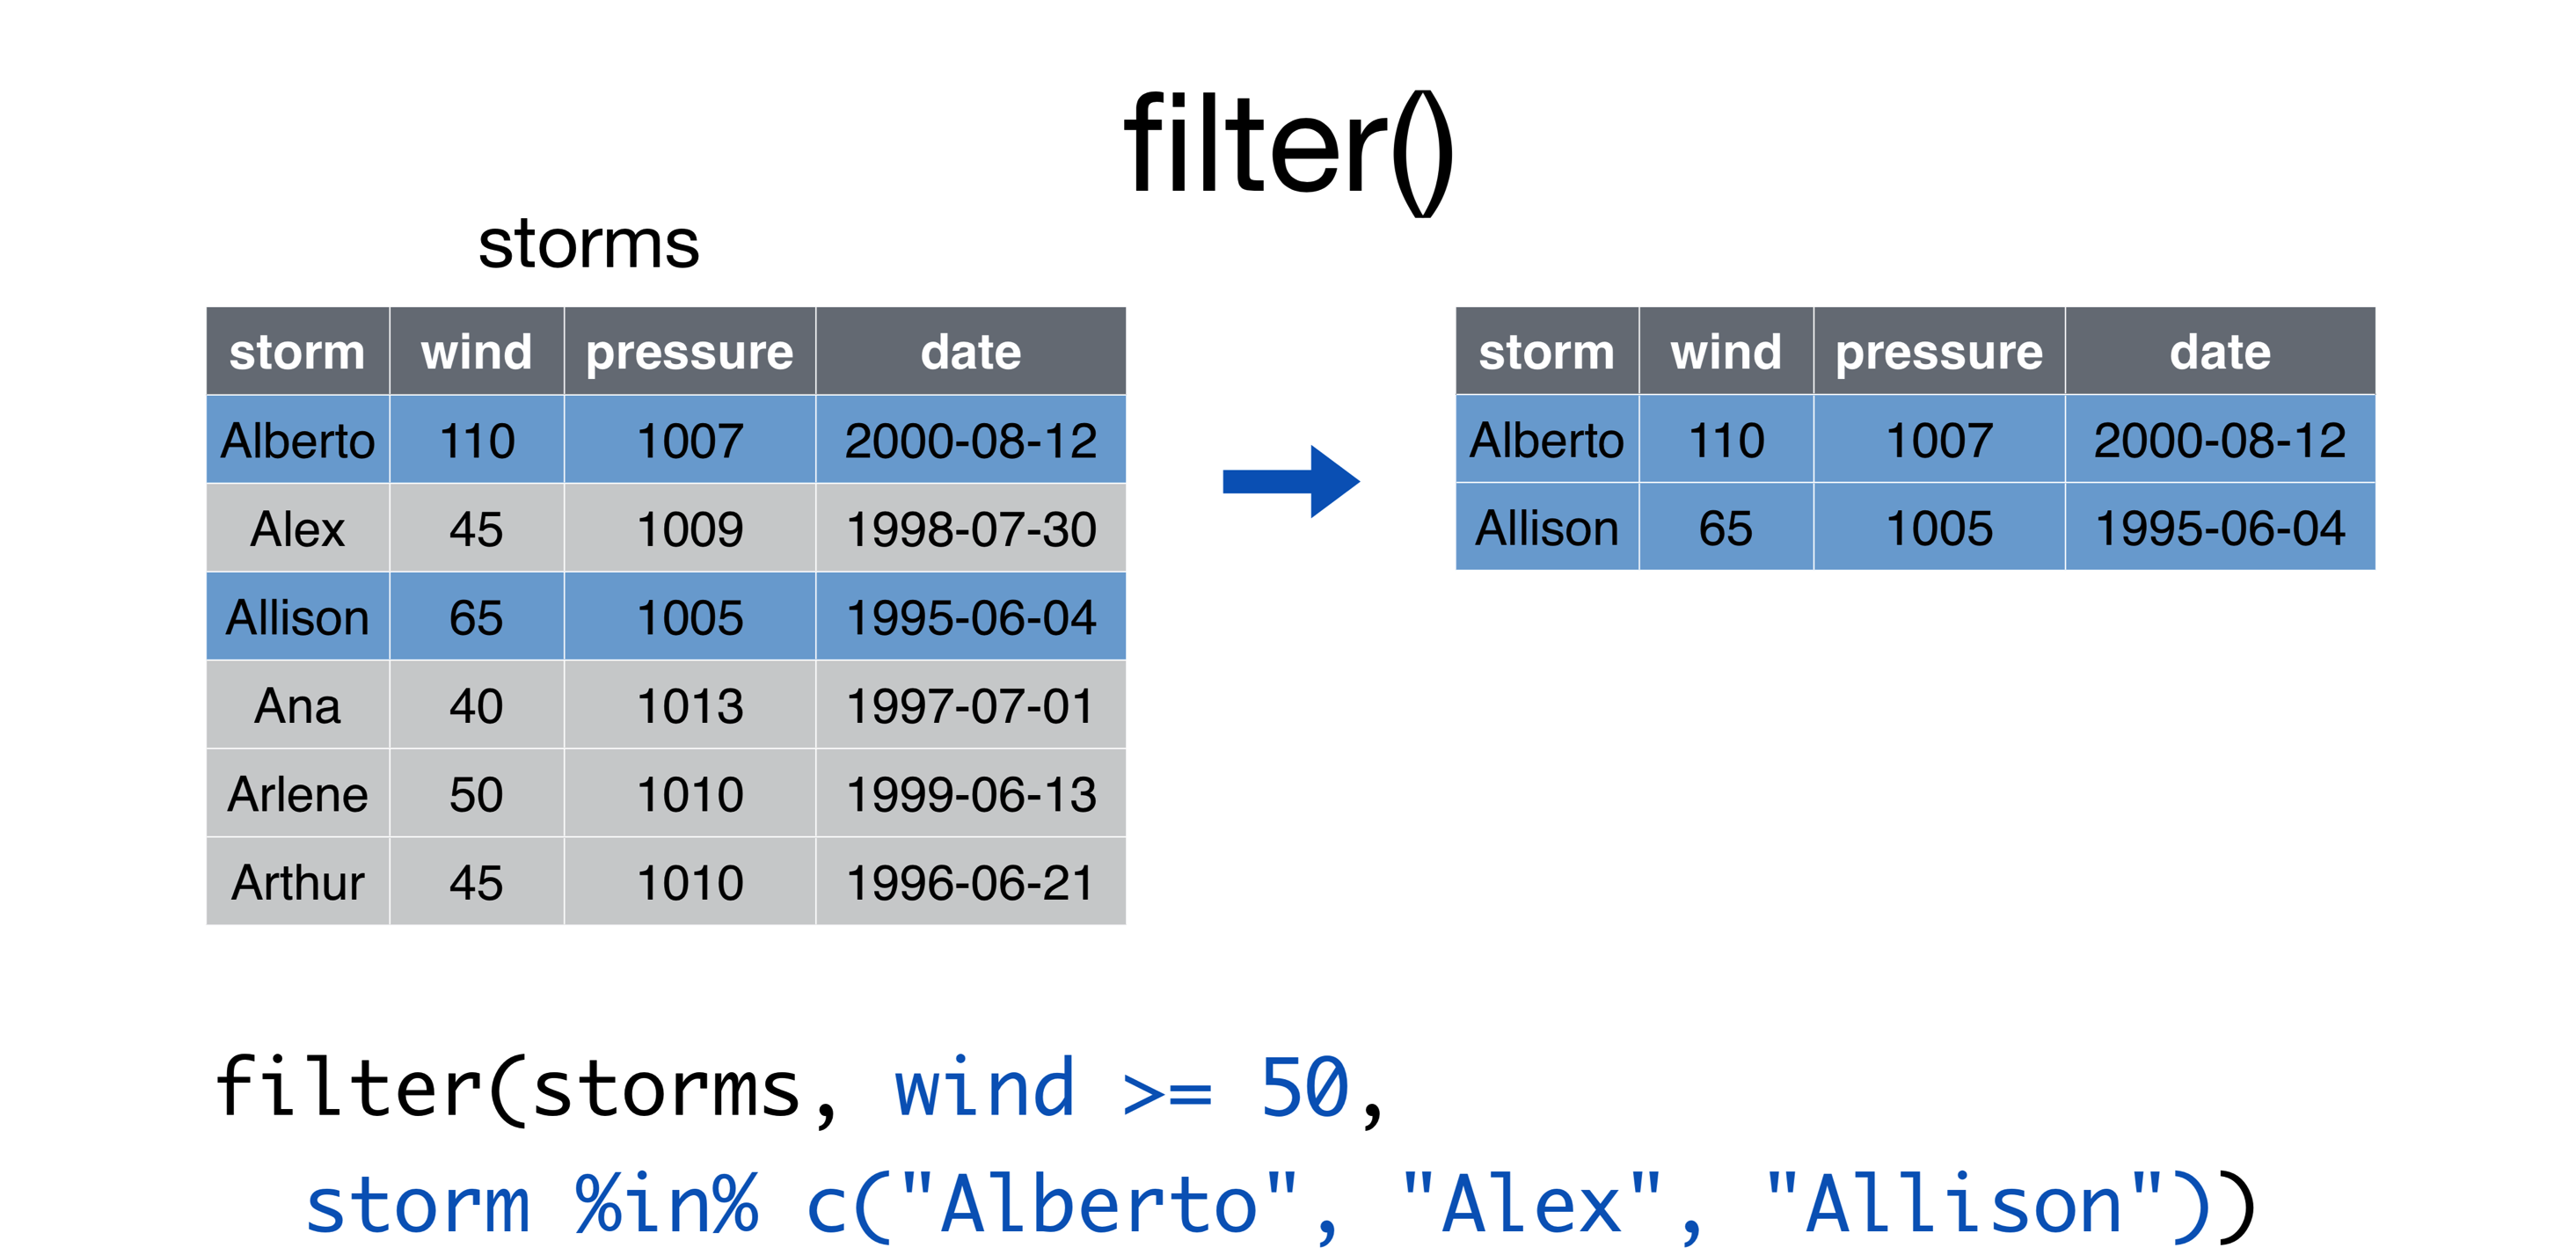 filter()
storms
storm wind pressure date
Alberto 110 1007 2000-08-12
Alex 45 1009 1998-07-30
Allison 65 1005 1995-06-04
Ana 40 1013 1997-07-01
Arlene 50 1010 1999-06-13
Arthur 45 1010 1996-06-21
storm wind pressure date
Alberto 110 1007 2000-08-12
Allison 65 1005 1995-06-04
filter(storms, wind >= 50,
storm %in% c("Alberto", "Alex", "Allison"))